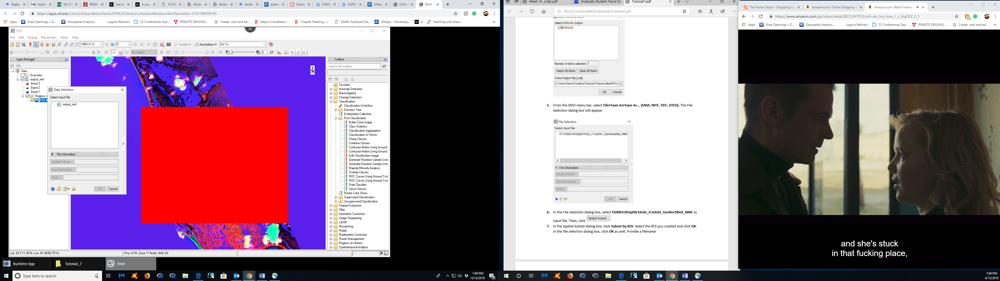 Raabe
Histori
02-211
PREDI
Sea-le
A casu
10.100
Global
Global
landsc
eLearn
Dashb
SUR53
SUR53
UFApp
Citrix R
ENVI
https://apps.ufl.edu/Citrix/UFAppsWeb/clients/HTML5Client/src/SessionWindow.html?launchid=1555198569745
Apps
Grad Openings » D...
Geospatial Analysis...
Logout Redirect
23 Conferences Dat...
REMOTE SENSING...
Create, view and ed...
https://virtuallearn...
Chapter Meeting –...
GSAW-Schedule-De...
UFApps - University...
a
Hatching with draw...
ENVI
File Edit Display Placemarks Views Help
100% (1:1)
0°
Vectors
Annotations
Go To
50
20
No stretch
10
0
Layer Manager
View
Overview
output_mnf
Band 3
Band 2
Band 1
Regions o
ROI #
Data Selection
Select Input File:
output_mnf
File Information
Spatial Subset...
Spectral Subset...
Mask...
OK
Cancel
N
Toolbox
Search the toolbox
Favorites
Anomaly Detection
Band Algebra
Change Detection
Classification
Classification Workflow
Decision Tree
Endmember Collection
Post Classification
Buffer Zone Image
Class Statistics
Classification Aggregation
Classification to Vector
Clump Classes
Combine Classes
Confusion Matrix Using Ground
Confusion Matrix Using Ground
Edit Classification Image
Generate Random Sample Usin
Generate Random Sample Usin
Majority/Minority Analysis
Overlay Classes
ROC Curves Using Ground Trut
ROC Curves Using Ground Trut
Rule Classifier
Sieve Classes
Raster Color Slices
Supervised Classification
Unsupervised Classification
Feature Extraction
Filter
Geometric Correction
Image Sharpening
LiDAR
Mosaicking
Radar
Radiometric Correction
Raster Management
Regions of Interest
Spatiotemporal Analysis
Lat: 26°1'11.35"N, Lon: 81°46'50.75"W
Proj: UTM, Zone 17 North, NAD 83
Runtime App
Tutorial_7
ENVI
Type here to search
7:49 PM
4/13/2019
18
Week 14 _Lidar.pdf
Graduate Student Travel Gr
Tutorial7.pdf
file:///C:/Users/Mel/Downloads/Tutorial7.pdf
Select ROIs for Output
ROI #1
Number of items selected: 1
Select All Items
Clear All Items
Enter Output File [.xml]
C:\Users\Omer\Desktop\Tutorial7\Georectified\ROI.x
...
OK
Cancel
5. From the ENVI menu bar, select File>Save As>Save As... (ENVI, NITF, TIFF, DTED). The File
Selection dialog box will appear.
File Selection
Select Input File:
f100831t01p00r10rdn_FLAASH_GeoRectified_MNF
File Information
Spatial Subset...
Spectral Subset...
Mask...
OK
Cancel
6. In the File Selection dialog box, select f100831t01p00r10rdn_FLAASH_GeoRectified_MNF as
input file. Then, click Spatial Subset...
7. In the Spatial Subset dialog box, click Subset by ROI. Select the ROI you created and click OK.
In the file selection dialog box, click OK as well. Provide a filename
The Home Depot - Shopping Ca
Amazon.com: Online Shopping f
Amazon.com: Watch Hanna
https://www.amazon.com/gp/video/detail/B07L5N7P32/ref=atv_hm_hom_1_c_iEgOEZ_2_1
24
Apps
Grad Openings » D...
Geospatial Analysis...
Logout Redirect
23 Conferences Dat...
REMOTE SENSING...
Create, view and ed...
and she's stuck
in that fucking place,
7:49 PM
4/13/2019